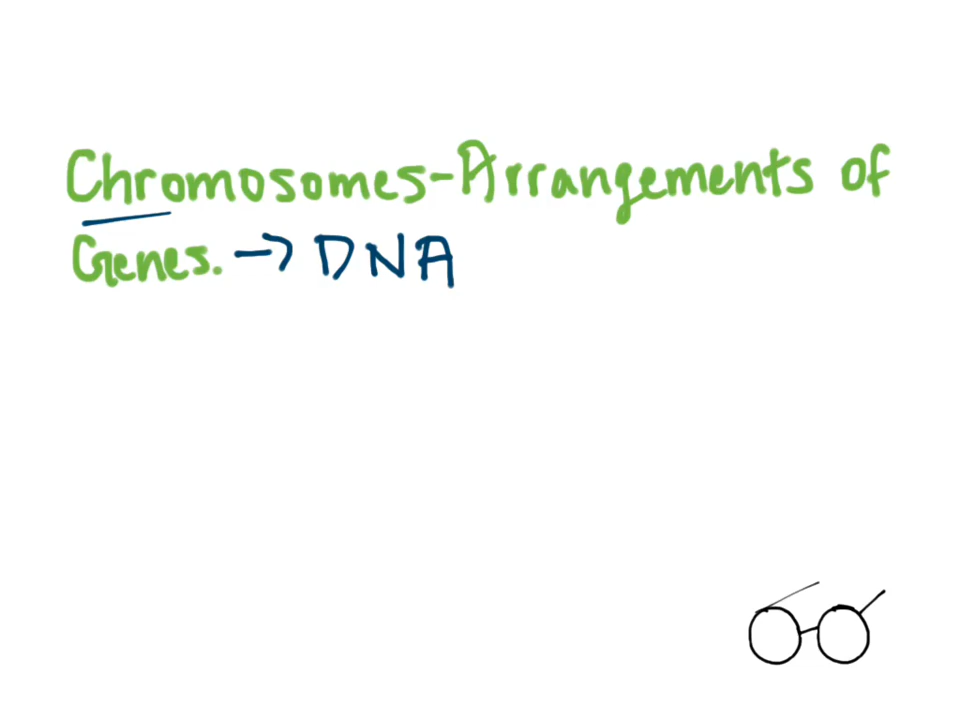 Chromosomes-Arrangements of
Genes. → DNA